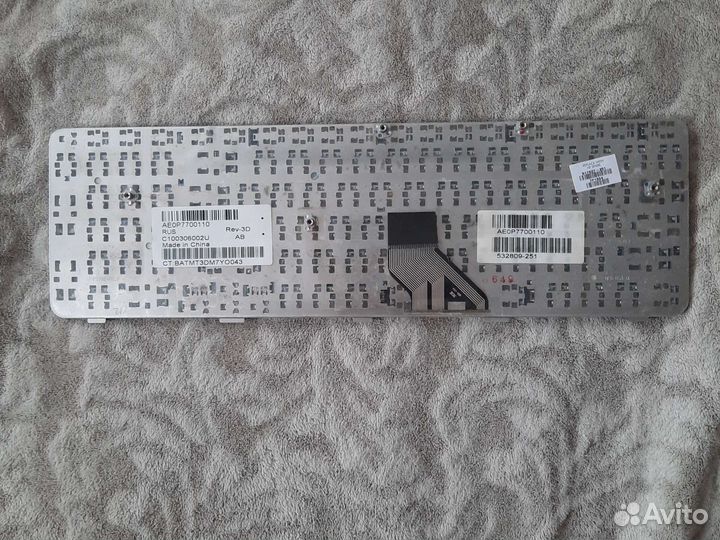 AE0P7700110
RUS
Rev-3D
C100306002U
AB
Made in China
CT:BATMT3DM7YO043
AE0P7700110
532809-251
649
Avito